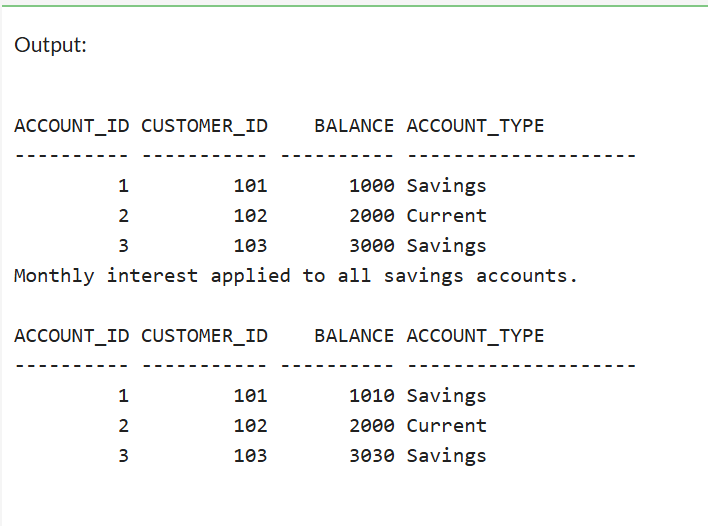 Output:
ACCOUNT_ID CUSTOMER_ID    BALANCE ACCOUNT_TYPE
---------- ----------- ---------- --------------------
         1         101       1000 Savings
         2         102       2000 Current
         3         103       3000 Savings
Monthly interest applied to all savings accounts.
ACCOUNT_ID CUSTOMER_ID    BALANCE ACCOUNT_TYPE
---------- ----------- ---------- --------------------
         1         101       1010 Savings
         2         102       2000 Current
         3         103       3030 Savings